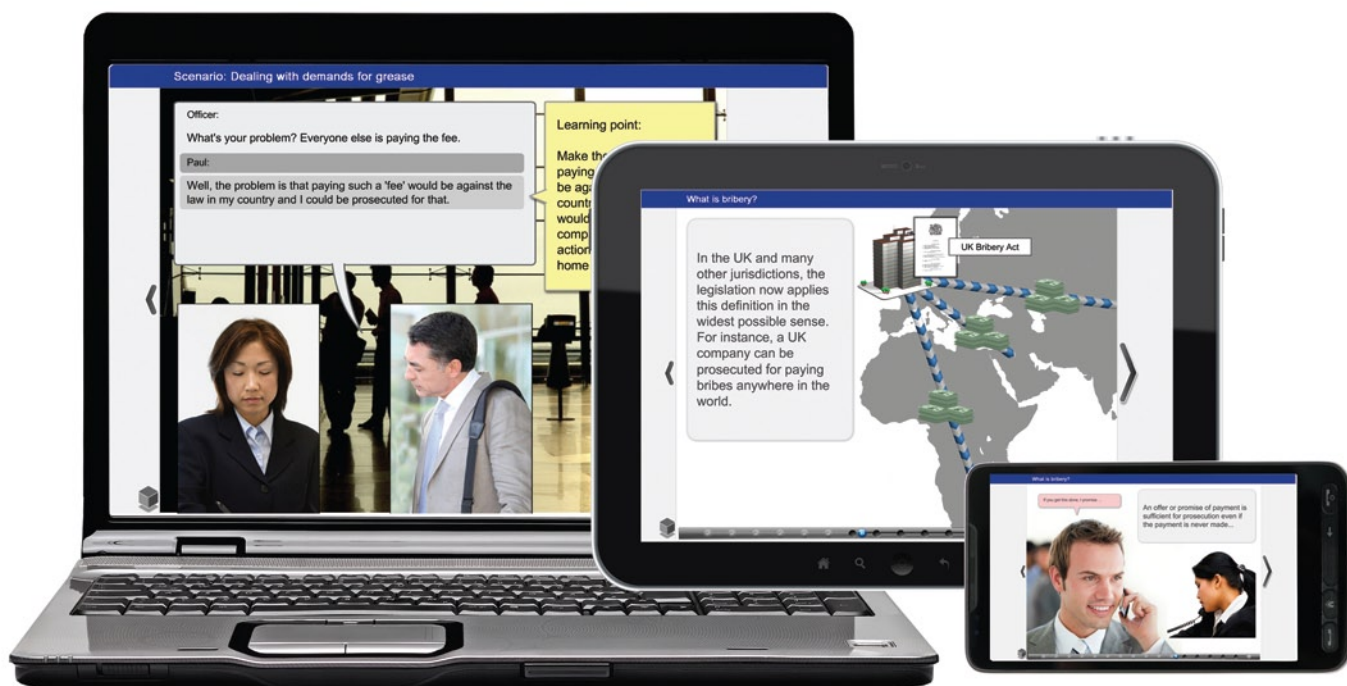 Scenario: Dealing with demands for grease
Officer:
What's your problem? Everyone else is paying the fee.
Paul:
Well, the problem is that paying such a 'fee' would be against the
law in my country and I could be prosecuted for that.
Learning point:
Make the
paying
be aga
countr
would
comp
action
home
What is bribery?
In the UK and many
other jurisdictions, the
legislation now applies
this definition in the
widest possible sense.
For instance, a UK
company can be
prosecuted for paying
bribes anywhere in the
world.
UK Bribery Act
What is bribery?
If you get this done, I promise ...
An offer or promise of payment is
sufficient for prosecution even if
the payment is never made...